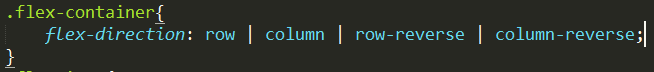 .flex-container{
flex-direction: row | column | row-reverse | column-reverse;
}